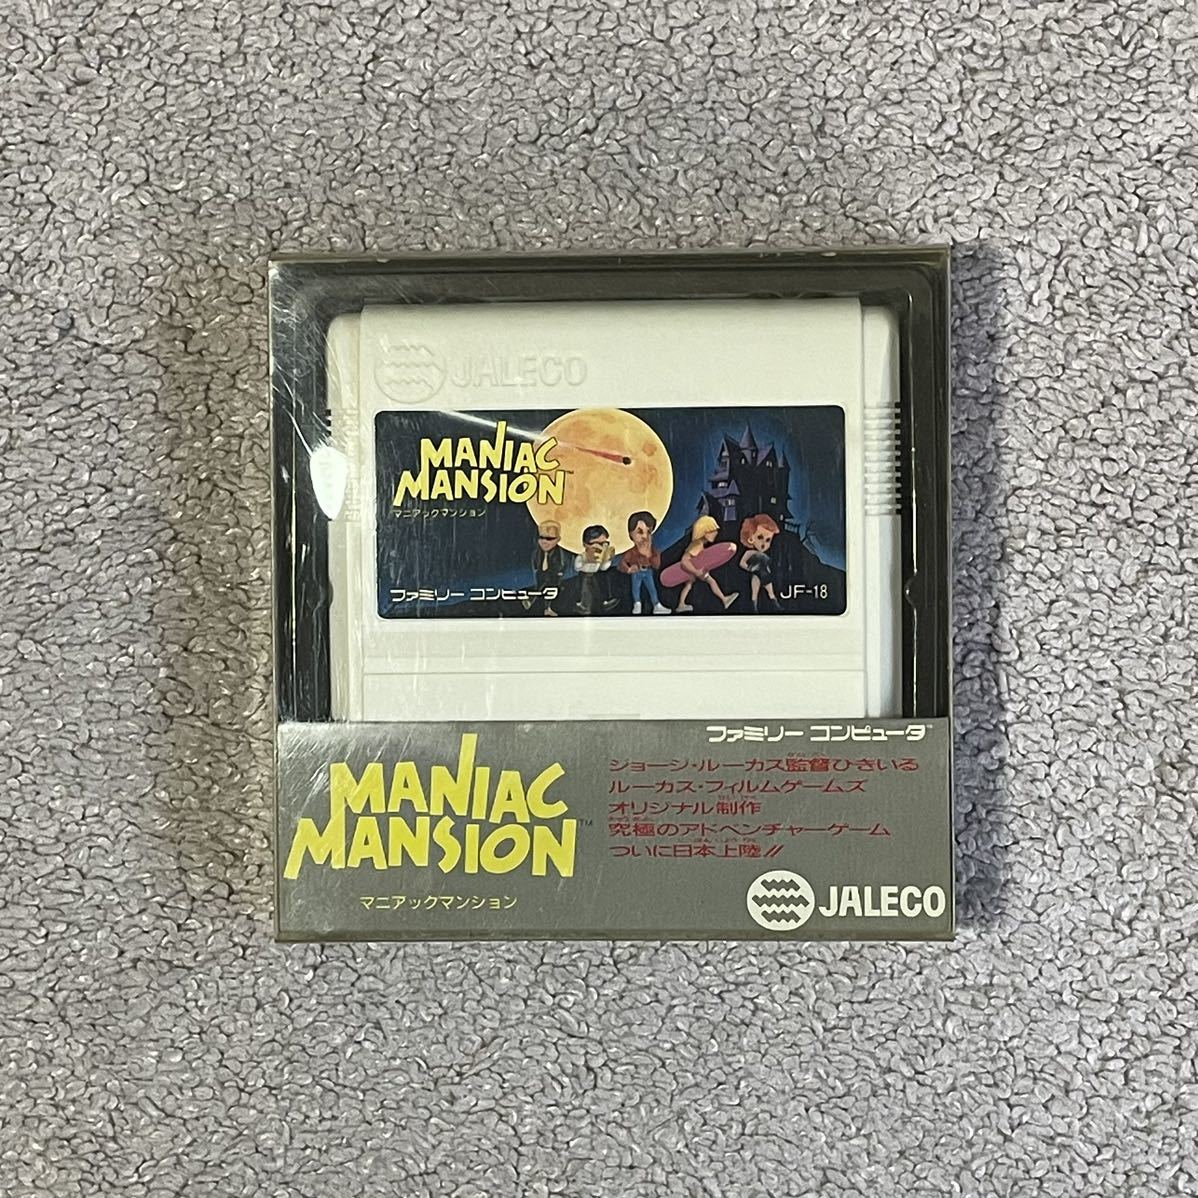 JALECO
MANIAC
MANSION™
マニアックマンション
ファミリー コンピュータ
JF-18
ファミリー コンピュータ™
MANIAC
MANSION™
マニアックマンション
ジョージ・ルーカス監督ひきいる
ルーカス・フィルムゲームズ
オリジナル制作
究極のアドベンチャーゲーム
ついに日本上陸!!
JALECO